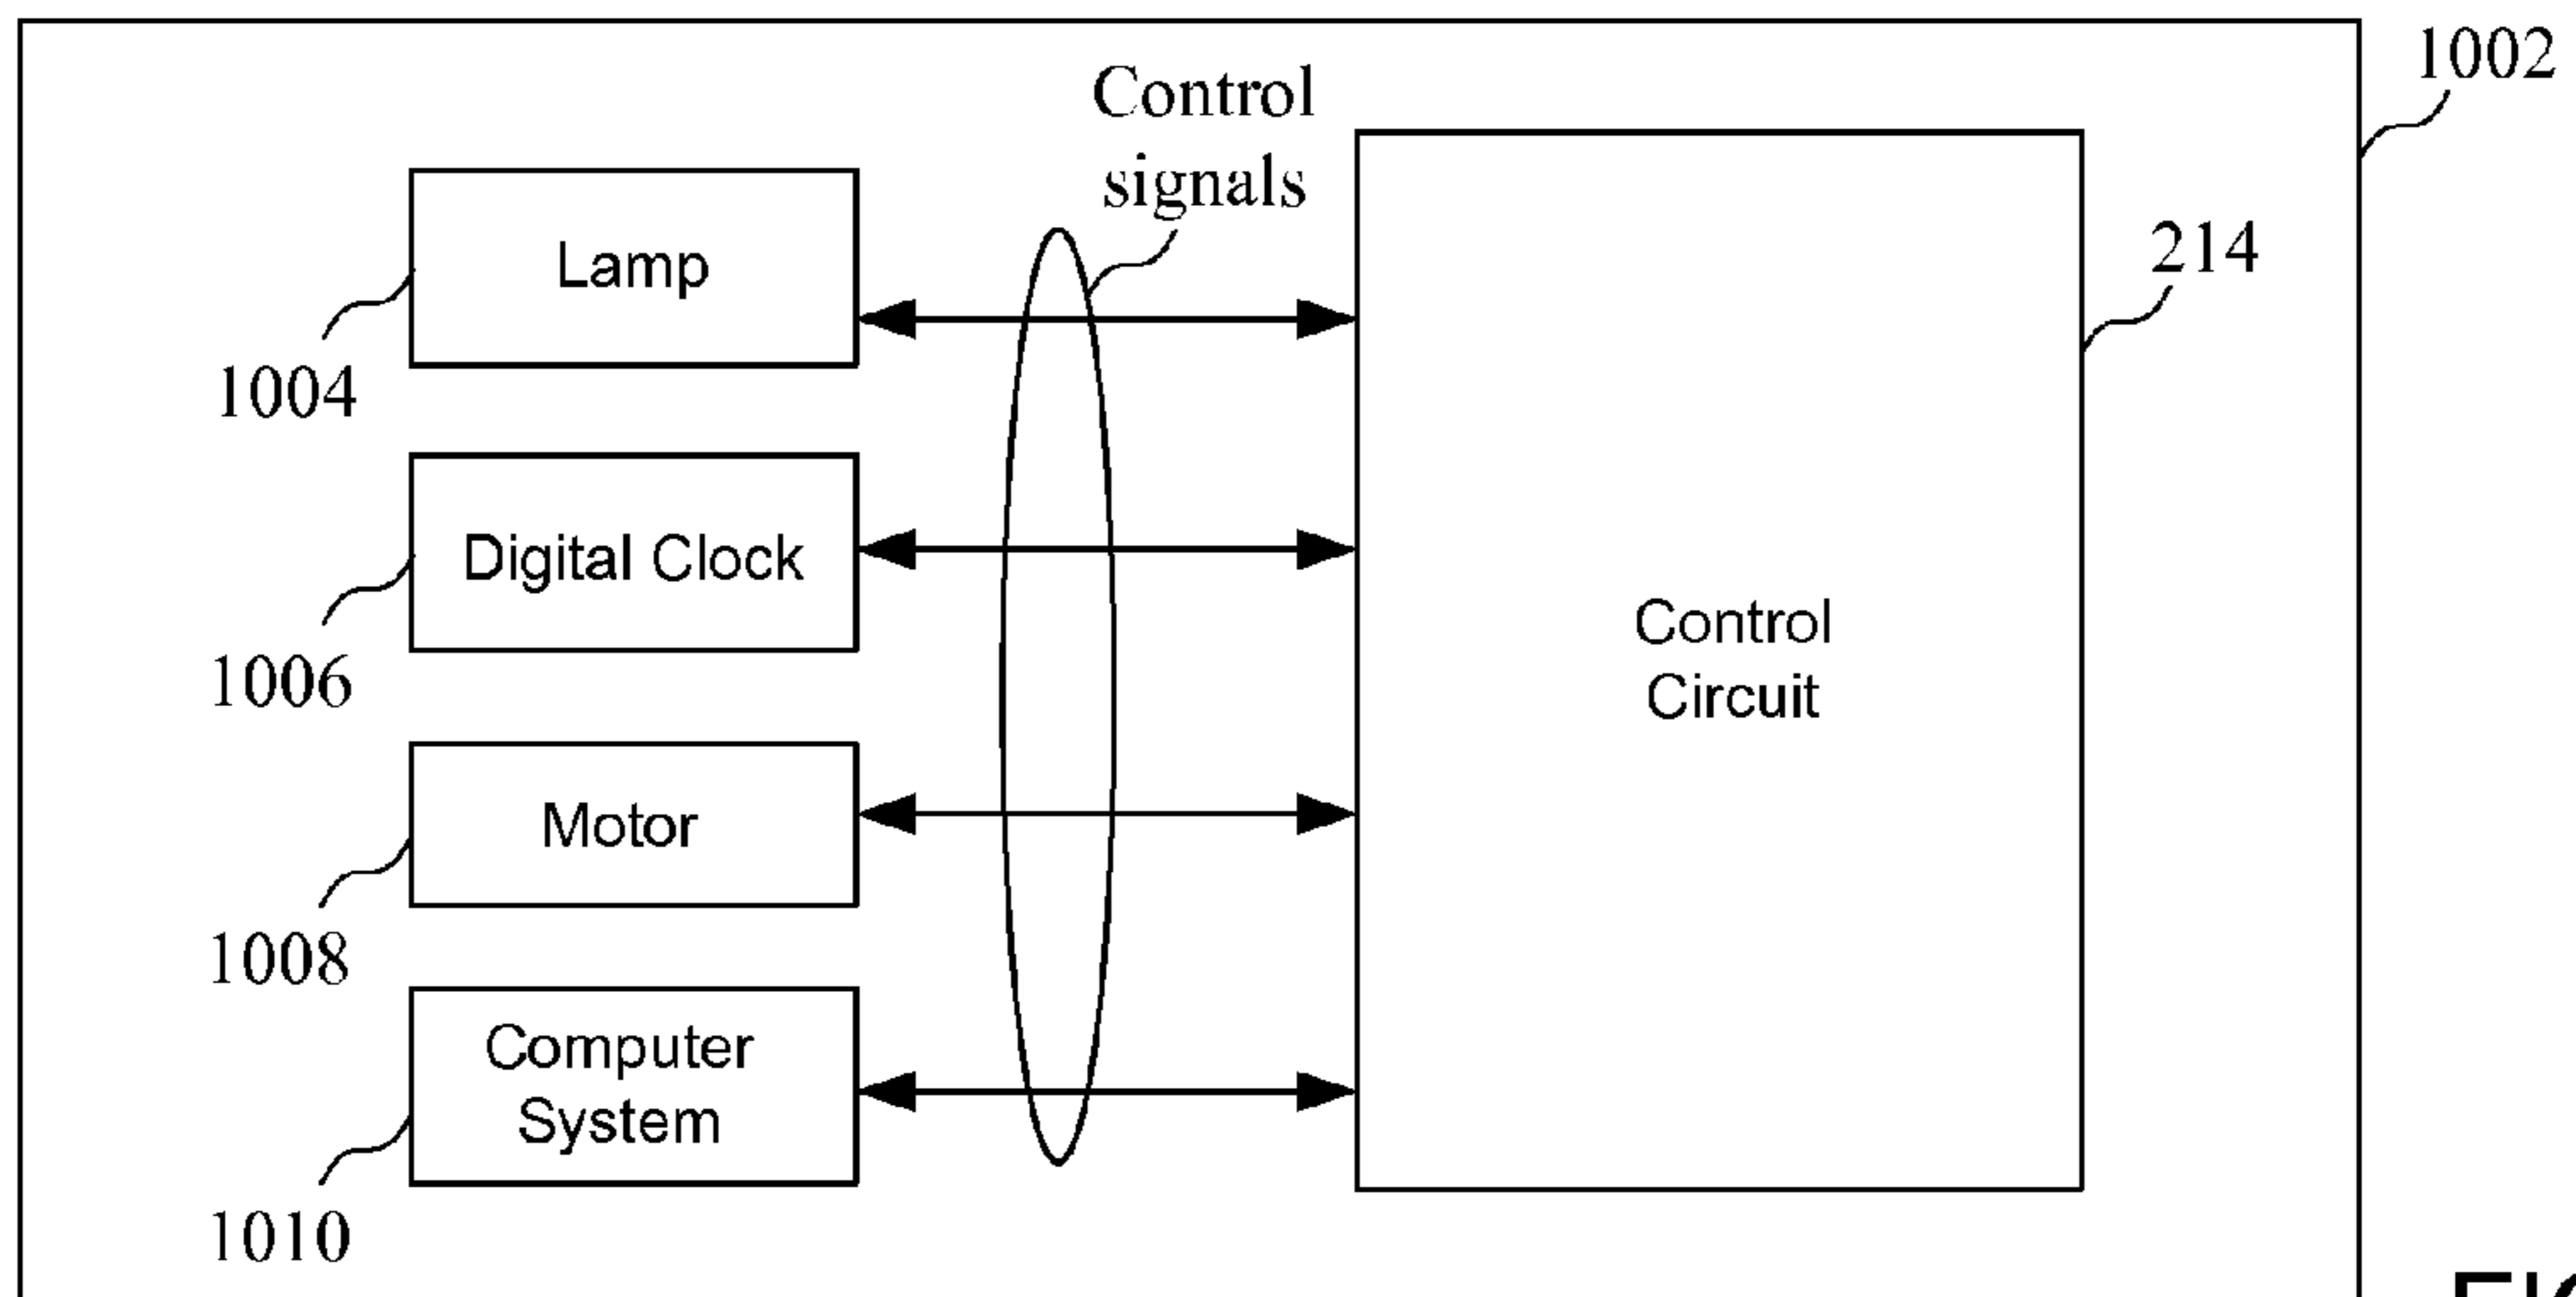 1002
Control
signals
214
Lamp
1004
Digital Clock
1006
Control
Circuit
Motor
1008
Computer
System
1010